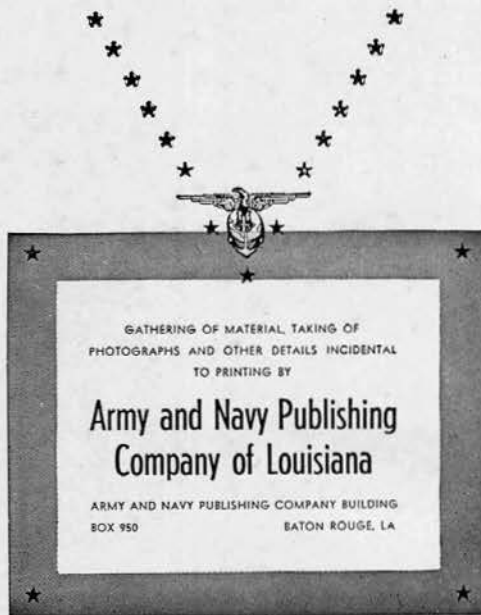 GATHERING OF MATERIAL, TAKING OF
PHOTOGRAPHS AND OTHER DETAILS INCIDENTAL
TO PRINTING BY
Army and Navy Publishing
Company of Louisiana
ARMY AND NAVY PUBLISHING COMPANY BUILDING
BOX 950 BATON ROUGE, LA